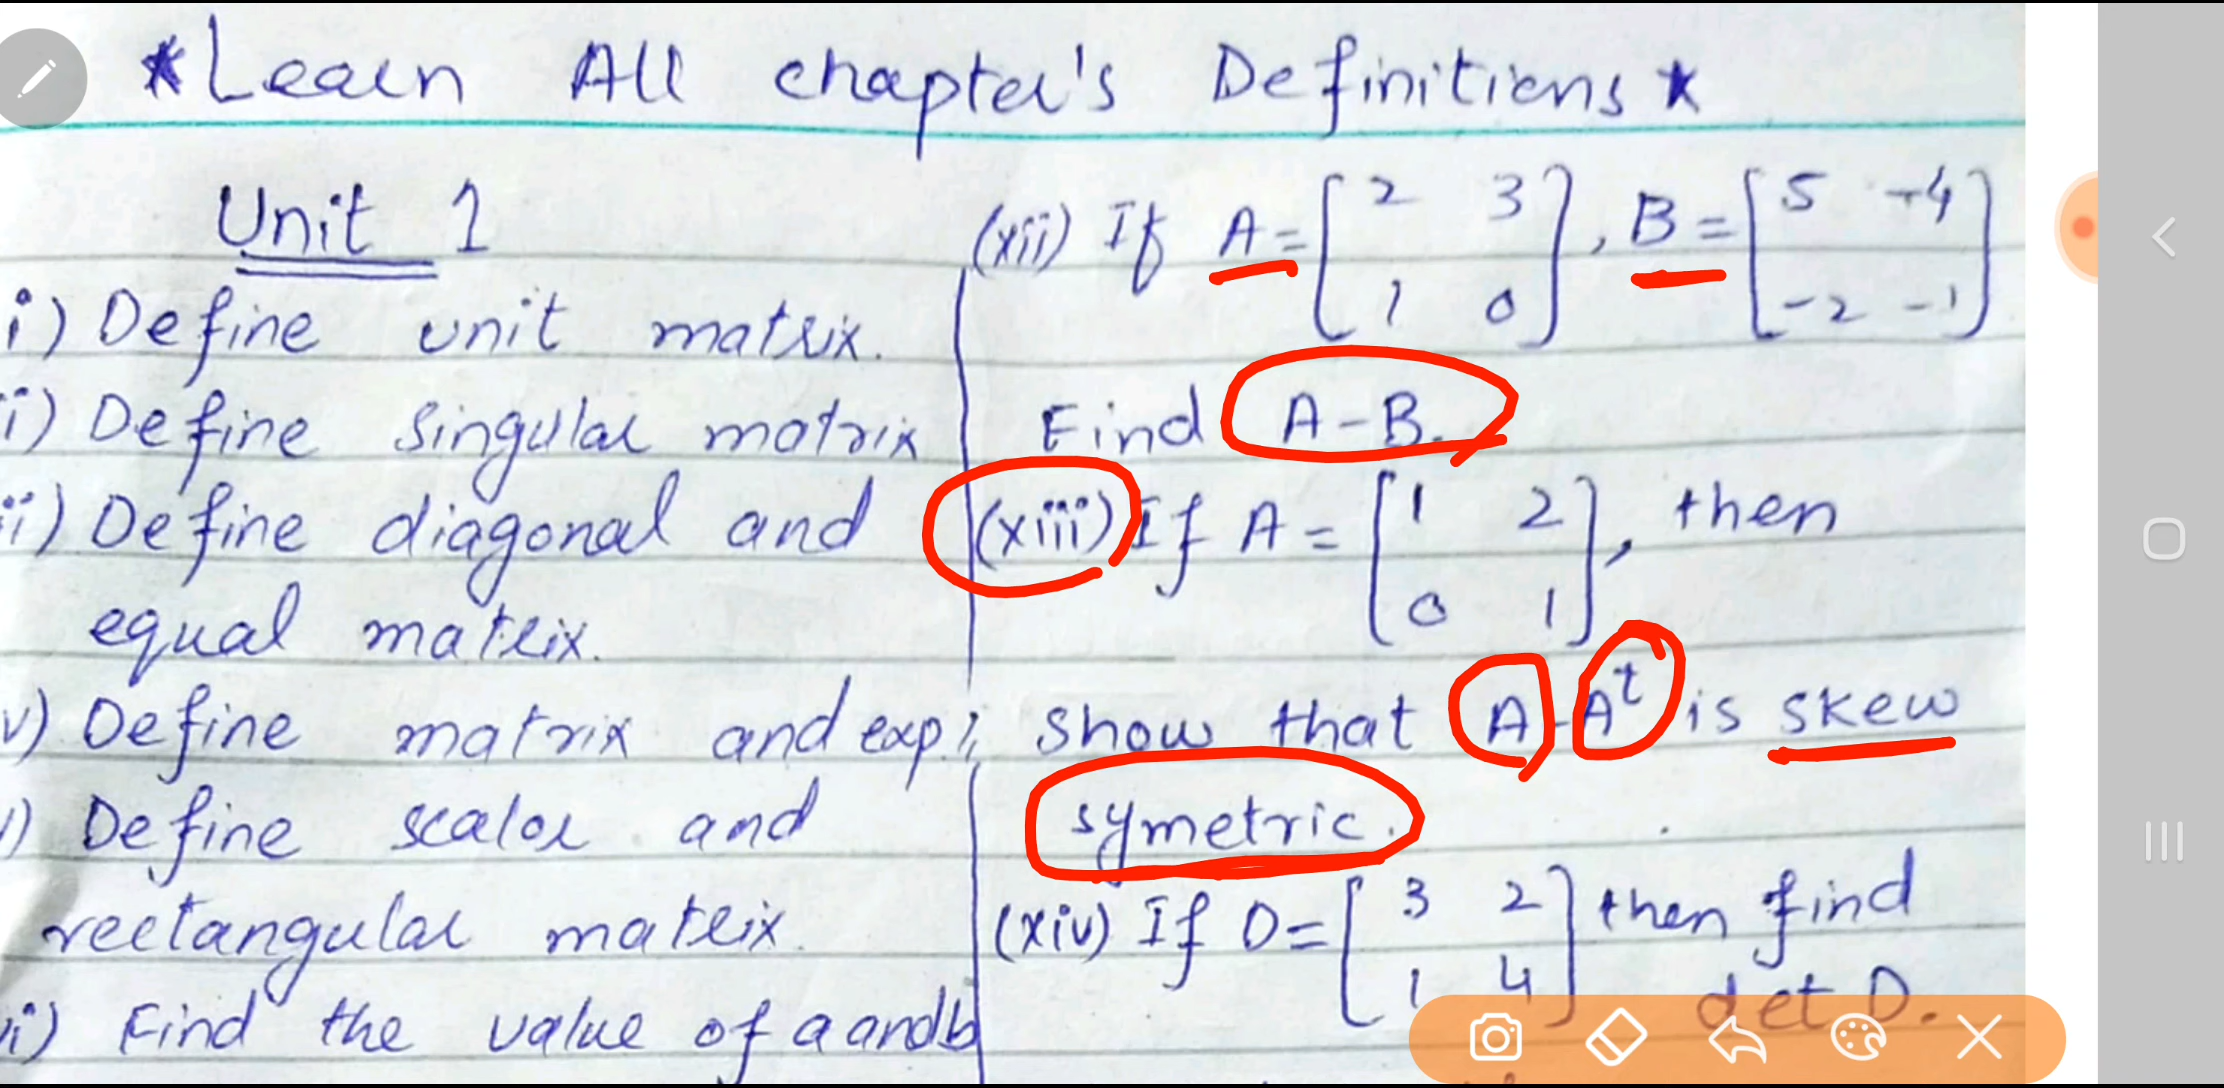 *Learn All chapter's Definitions*
Unit 1
i) Define unit matrix.
i) Define singular matrix
ii) Define diagonal and
equal matrix.
v) Define matrix and expl;
) Define scalar and
rectangular matrix.
i) Find the value of a and b
(xii) If A = [2 3
1 0], B = [5 -4
-2 -1]
Find A-B.
(xiii) If A = [1 2
0 1], then
show that A - Aᵗ is skew
symetric.
(xiv) If D = [3 2
1 4] then find
det D.